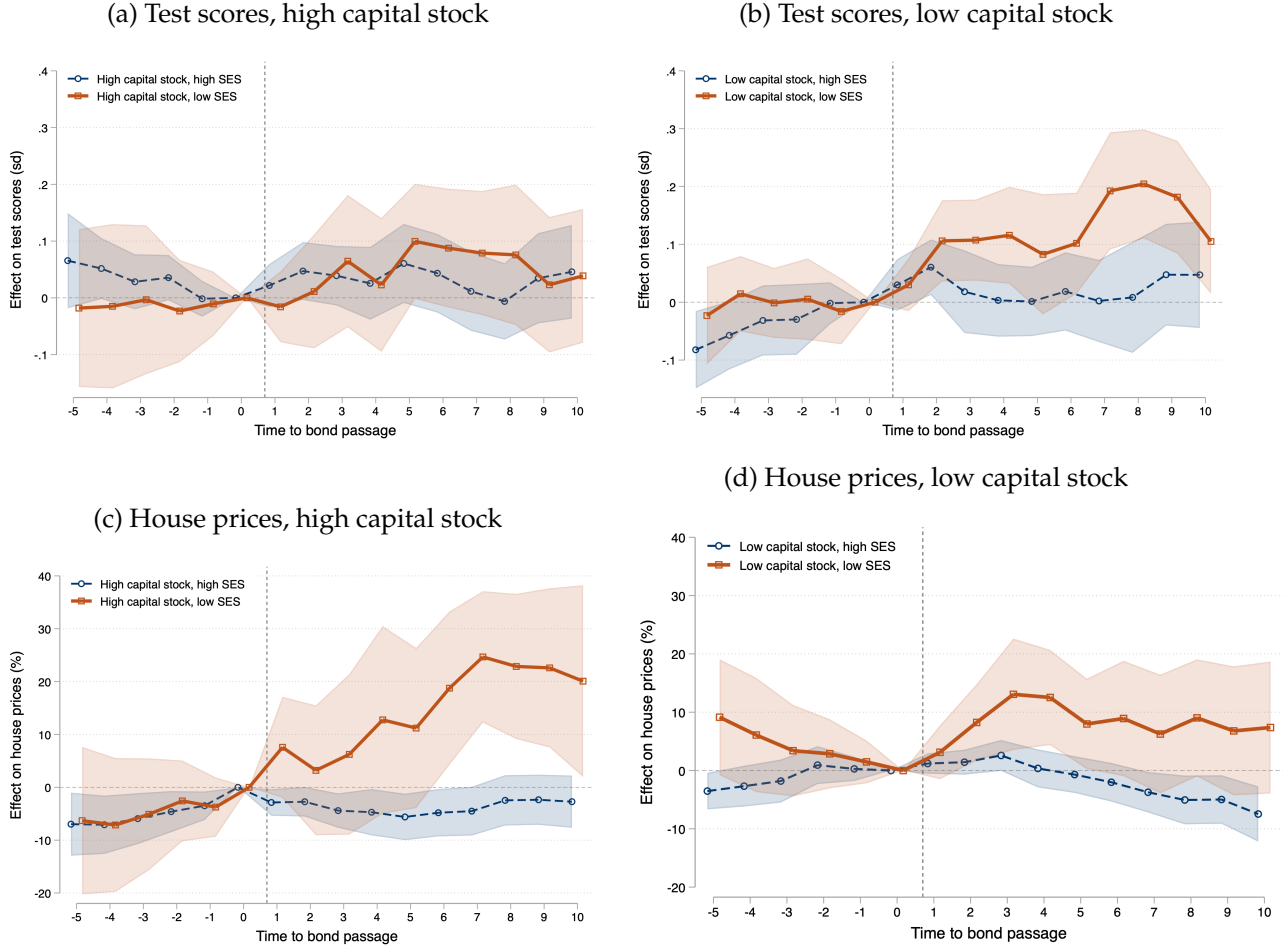 (a) Test scores, high capital stock
High capital stock, high SES
High capital stock, low SES
Effect on test scores (sd)
.4
.3
.2
.1
0
-.1
-5 -4 -3 -2 -1 0 1 2 3 4 5 6 7 8 9 10
Time to bond passage
(b) Test scores, low capital stock
Low capital stock, high SES
Low capital stock, low SES
Effect on test scores (sd)
.4
.3
.2
.1
0
-.1
-5 -4 -3 -2 -1 0 1 2 3 4 5 6 7 8 9 10
Time to bond passage
(c) House prices, high capital stock
High capital stock, high SES
High capital stock, low SES
Effect on house prices (%)
40
30
20
10
0
-10
-20
-5 -4 -3 -2 -1 0 1 2 3 4 5 6 7 8 9 10
Time to bond passage
(d) House prices, low capital stock
Low capital stock, high SES
Low capital stock, low SES
Effect on house prices (%)
40
30
20
10
0
-10
-20
-5 -4 -3 -2 -1 0 1 2 3 4 5 6 7 8 9 10
Time to bond passage